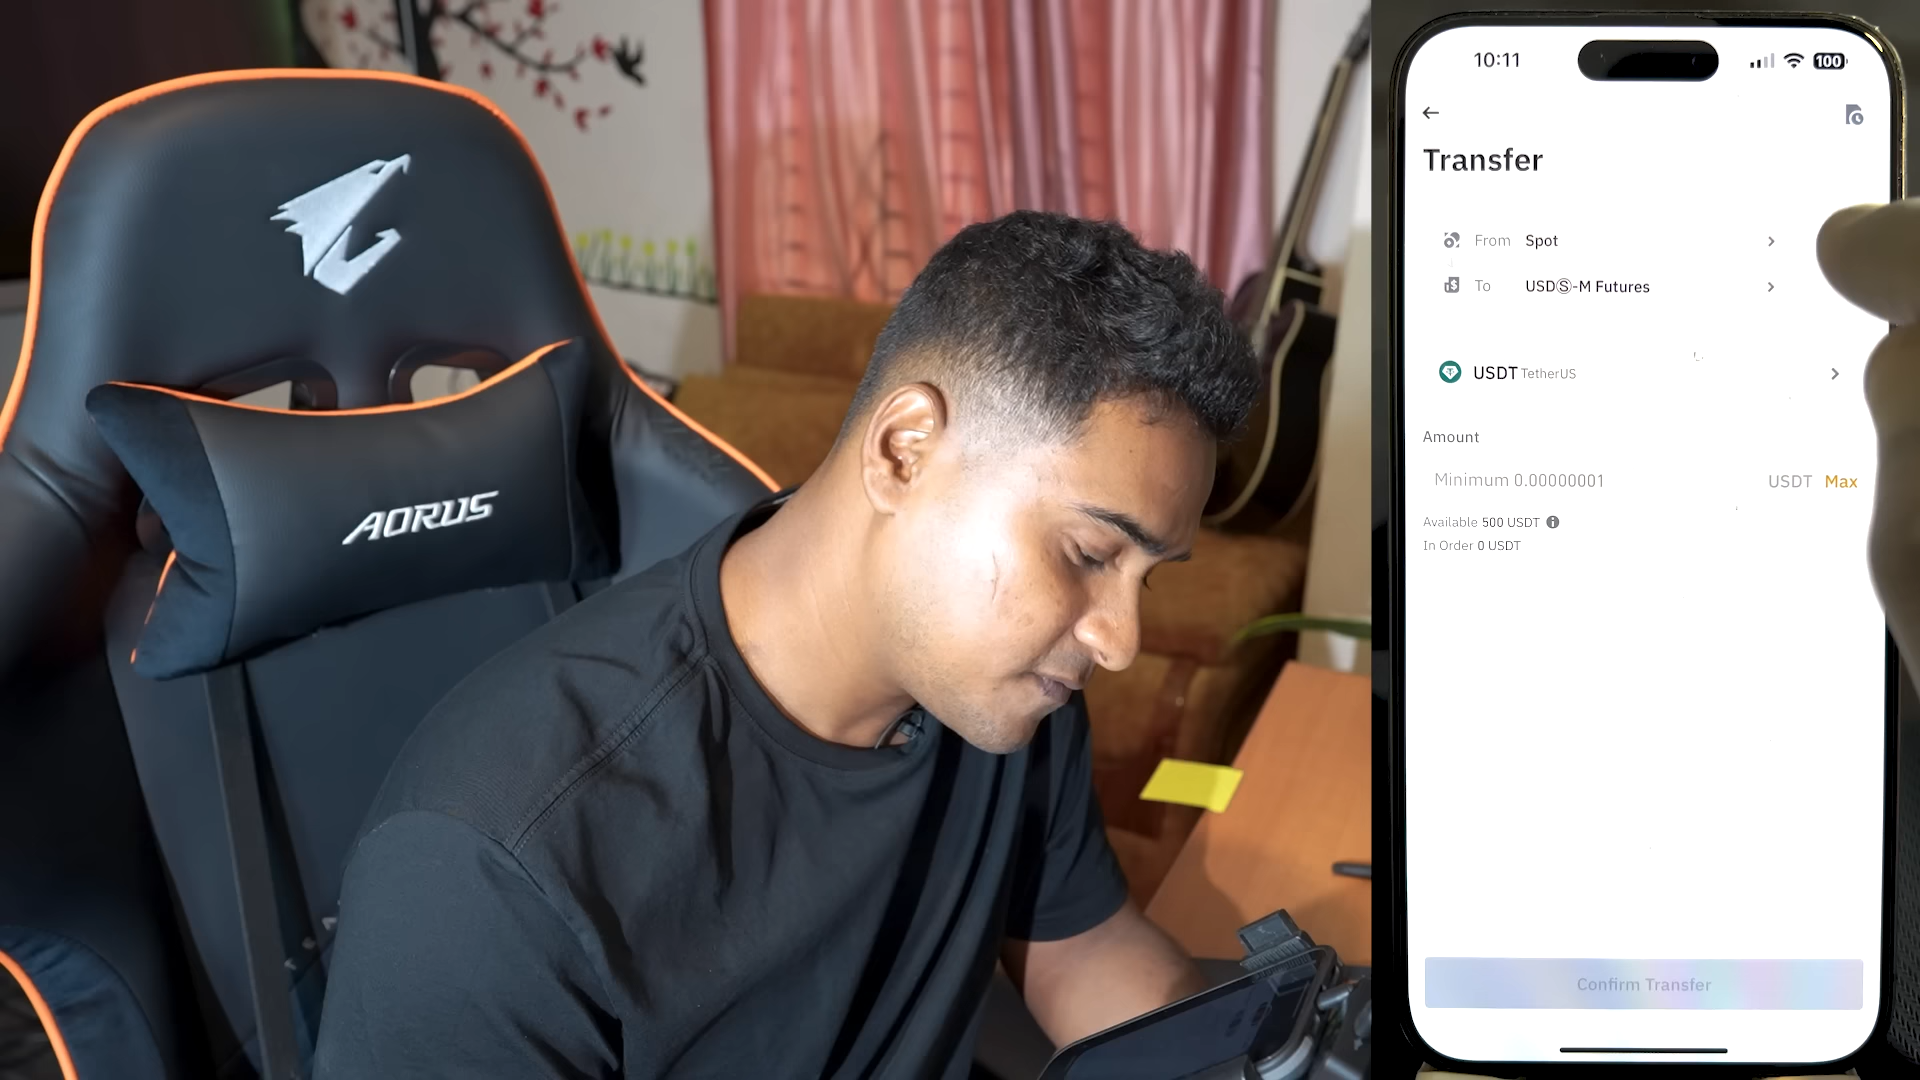 AORUS
10:11
100
Transfer
From Spot
To USDⓈ-M Futures
USDT TetherUS
Amount
Minimum 0.00000001 USDT Max
Available 500 USDT
In Order 0 USDT
Confirm Transfer